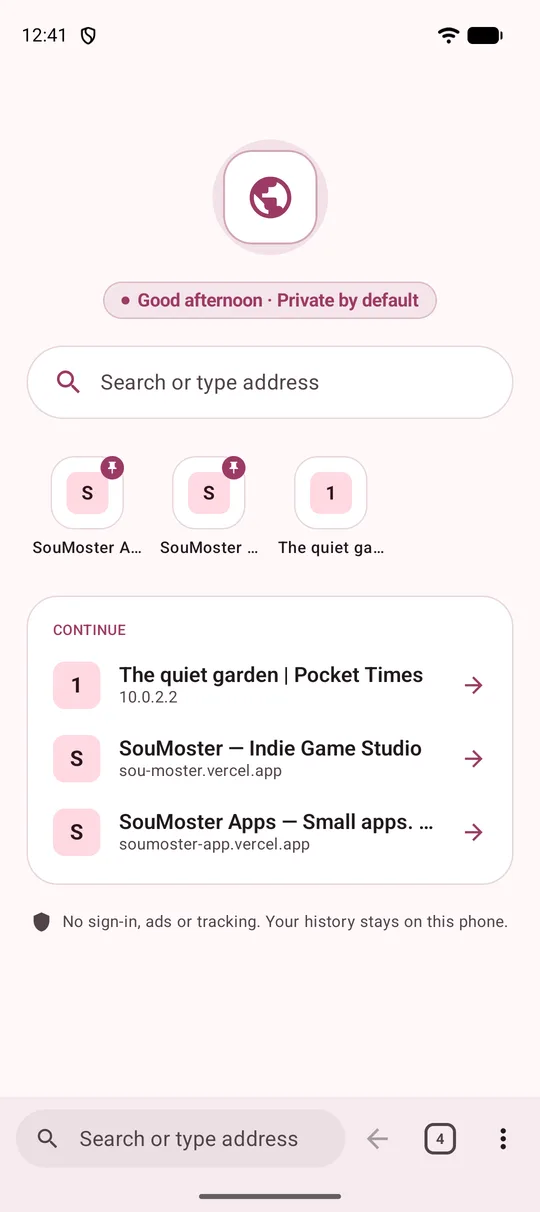 12:41
Good afternoon · Private by default
Search or type address
S
S
1
SouMoster A...
SouMoster ...
The quiet ga...
CONTINUE
1
The quiet garden | Pocket Times
10.0.2.2
S
SouMoster — Indie Game Studio
sou-moster.vercel.app
S
SouMoster Apps — Small apps. ...
soumoster-app.vercel.app
No sign-in, ads or tracking. Your history stays on this phone.
Search or type address
4